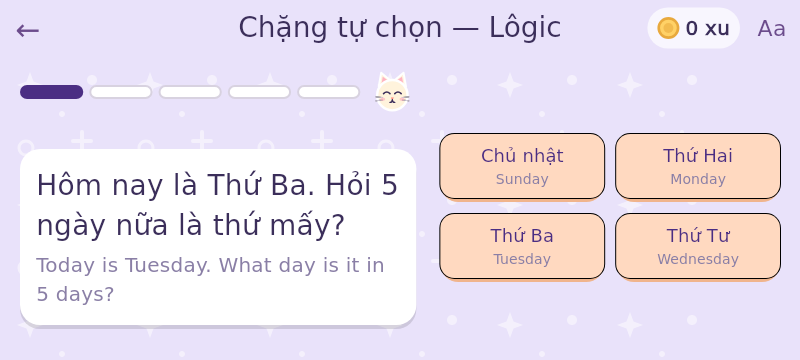 ←
Chặng tự chọn — Lôgic
0 xu
Aa
Hôm nay là Thứ Ba. Hỏi 5
ngày nữa là thứ mấy?
Today is Tuesday. What day is it in
5 days?
Chủ nhật
Sunday
Thứ Hai
Monday
Thứ Ba
Tuesday
Thứ Tư
Wednesday